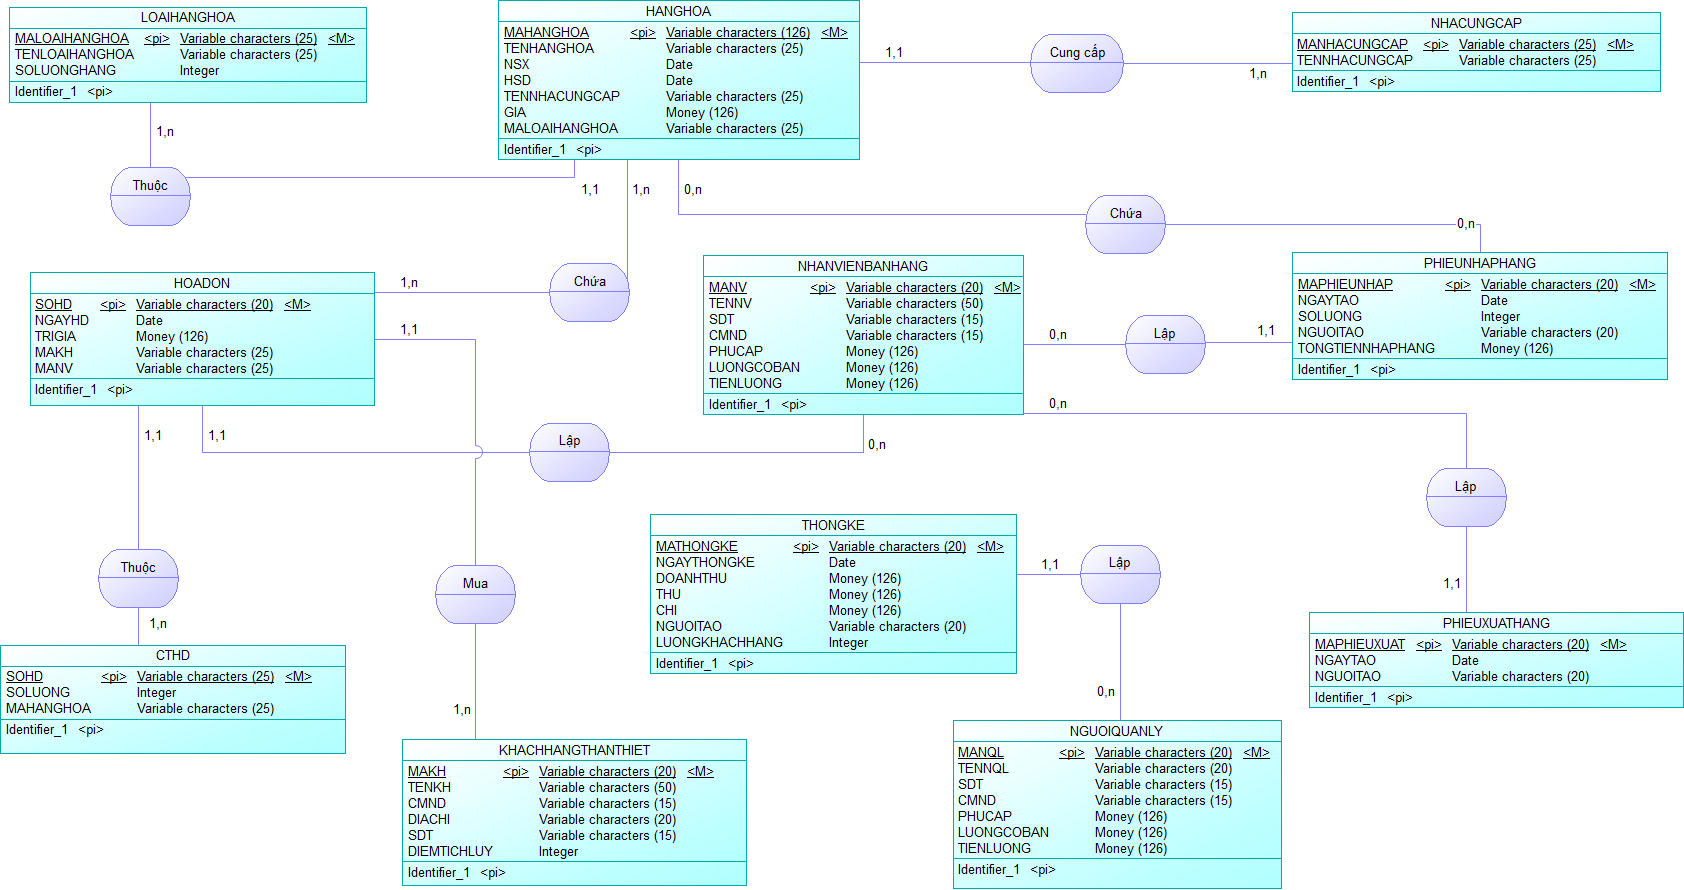 LOAIHANGHOA
MALOAIHANGHOA <pi> Variable characters (25) <M>
TENLOAIHANGHOA Variable characters (25)
SOLUONGHANG Integer
Identifier_1 <pi>
HANGHOA
MAHANGHOA <pi> Variable characters (126) <M>
TENHANGHOA Variable characters (25)
NSX Date
HSD Date
TENNHACUNGCAP Variable characters (25)
GIA Money (126)
MALOAIHANGHOA Variable characters (25)
Identifier_1 <pi>
1,1
Cung cấp
1,n
NHACUNGCAP
MANHACUNGCAP <pi> Variable characters (25) <M>
TENNHACUNGCAP Variable characters (25)
Identifier_1 <pi>
1,n
Thuộc
1,1
1,n
0,n
Chứa
0,n
HOADON
SOHD <pi> Variable characters (20) <M>
NGAYHD Date
TRIGIA Money (126)
MAKH Variable characters (25)
MANV Variable characters (25)
Identifier_1 <pi>
1,n
Chứa
1,1
NHANVIENBANHANG
MANV <pi> Variable characters (20) <M>
TENNV Variable characters (50)
SDT Variable characters (15)
CMND Variable characters (15)
PHUCAP Money (126)
LUONGCOBAN Money (126)
TIENLUONG Money (126)
Identifier_1 <pi>
0,n
Lập
1,1
PHIEUNHAPHANG
MAPHIEUNHAP <pi> Variable characters (20) <M>
NGAYTAO Date
SOLUONG Integer
NGUOITAO Variable characters (20)
TONGTIENNHAPHANG Money (126)
Identifier_1 <pi>
0,n
1,1
1,1
Lập
0,n
Lập
1,1
Thuộc
1,n
Mua
1,n
THONGKE
MATHONGKE <pi> Variable characters (20) <M>
NGAYTHONGKE Date
DOANHTHU Money (126)
THU Money (126)
CHI Money (126)
NGUOITAO Variable characters (20)
LUONGKHACHHANG Integer
Identifier_1 <pi>
1,1
Lập
0,n
PHIEUXUATHANG
MAPHIEUXUAT <pi> Variable characters (20) <M>
NGAYTAO Date
NGUOITAO Variable characters (20)
Identifier_1 <pi>
CTHD
SOHD <pi> Variable characters (25) <M>
SOLUONG Integer
MAHANGHOA Variable characters (25)
Identifier_1 <pi>
KHACHHANGTHANTHIET
MAKH <pi> Variable characters (20) <M>
TENKH Variable characters (50)
CMND Variable characters (15)
DIACHI Variable characters (20)
SDT Variable characters (15)
DIEMTICHLUY Integer
Identifier_1 <pi>
NGUOIQUANLY
MANQL <pi> Variable characters (20) <M>
TENNQL Variable characters (20)
SDT Variable characters (15)
CMND Variable characters (15)
PHUCAP Money (126)
LUONGCOBAN Money (126)
TIENLUONG Money (126)
Identifier_1 <pi>